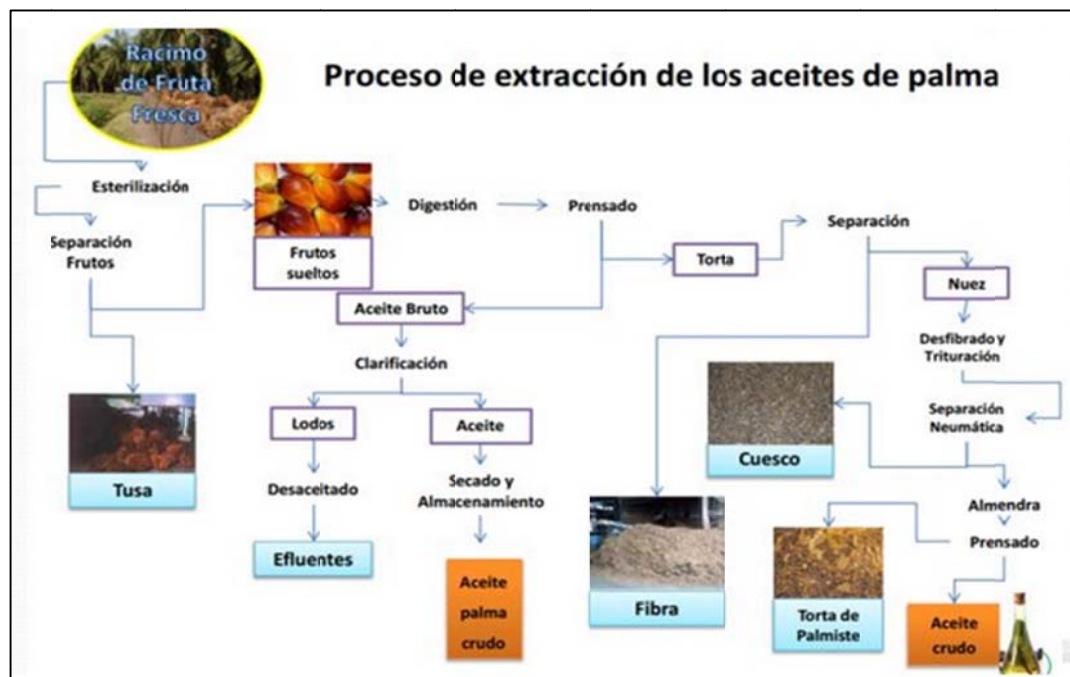 Racimo
de Fruta
Fresca
Proceso de extracción de los aceites de palma
Esterilización
Separación
Frutos
Frutos
sueltos
Digestión
Prensado
Torta
Separación
Nuez
Aceite Bruto
Clarificación
Desfibrado y
Trituración
Lodos
Aceite
Separación
Neumática
Cuesco
Tusa
Desaceitado
Secado y
Almacenamiento
Almendra
Prensado
Efluentes
Aceite
palma
crudo
Fibra
Torta de
Palmiste
Aceite
crudo